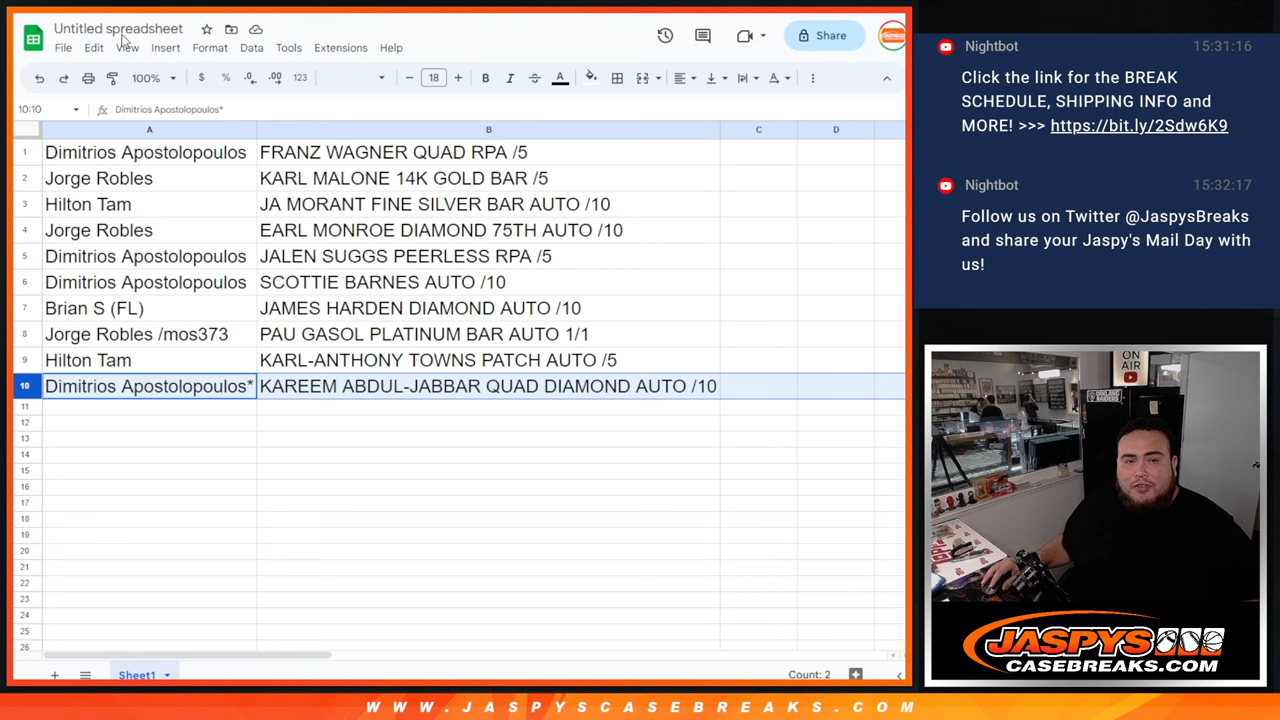 Untitled spreadsheet
File Edit View Insert Format Data Tools Extensions Help
Share
100% $ % .0 .00 123 18 B I A
10:10 fx Dimitrios Apostolopoulos*
A B C D
1 Dimitrios Apostolopoulos FRANZ WAGNER QUAD RPA /5
2 Jorge Robles KARL MALONE 14K GOLD BAR /5
3 Hilton Tam JA MORANT FINE SILVER BAR AUTO /10
4 Jorge Robles EARL MONROE DIAMOND 75TH AUTO /10
5 Dimitrios Apostolopoulos JALEN SUGGS PEERLESS RPA /5
6 Dimitrios Apostolopoulos SCOTTIE BARNES AUTO /10
7 Brian S (FL) JAMES HARDEN DIAMOND AUTO /10
8 Jorge Robles /mos373 PAU GASOL PLATINUM BAR AUTO 1/1
9 Hilton Tam KARL-ANTHONY TOWNS PATCH AUTO /5
10 Dimitrios Apostolopoulos* KAREEM ABDUL-JABBAR QUAD DIAMOND AUTO /10
11
12
13
14
15
16
17
18
19
20
21
22
23
24
25
26
Sheet1
Count: 2
Nightbot 15:31:16
Click the link for the BREAK
SCHEDULE, SHIPPING INFO and
MORE! >>> https://bit.ly/2Sdw6K9
Nightbot 15:32:17
Follow us on Twitter @JaspysBreaks
and share your Jaspy's Mail Day with
us!
ON
AIR
JASPYS
CASEBREAKS.COM
WWW.JASPYSCASEBREAKS.COM